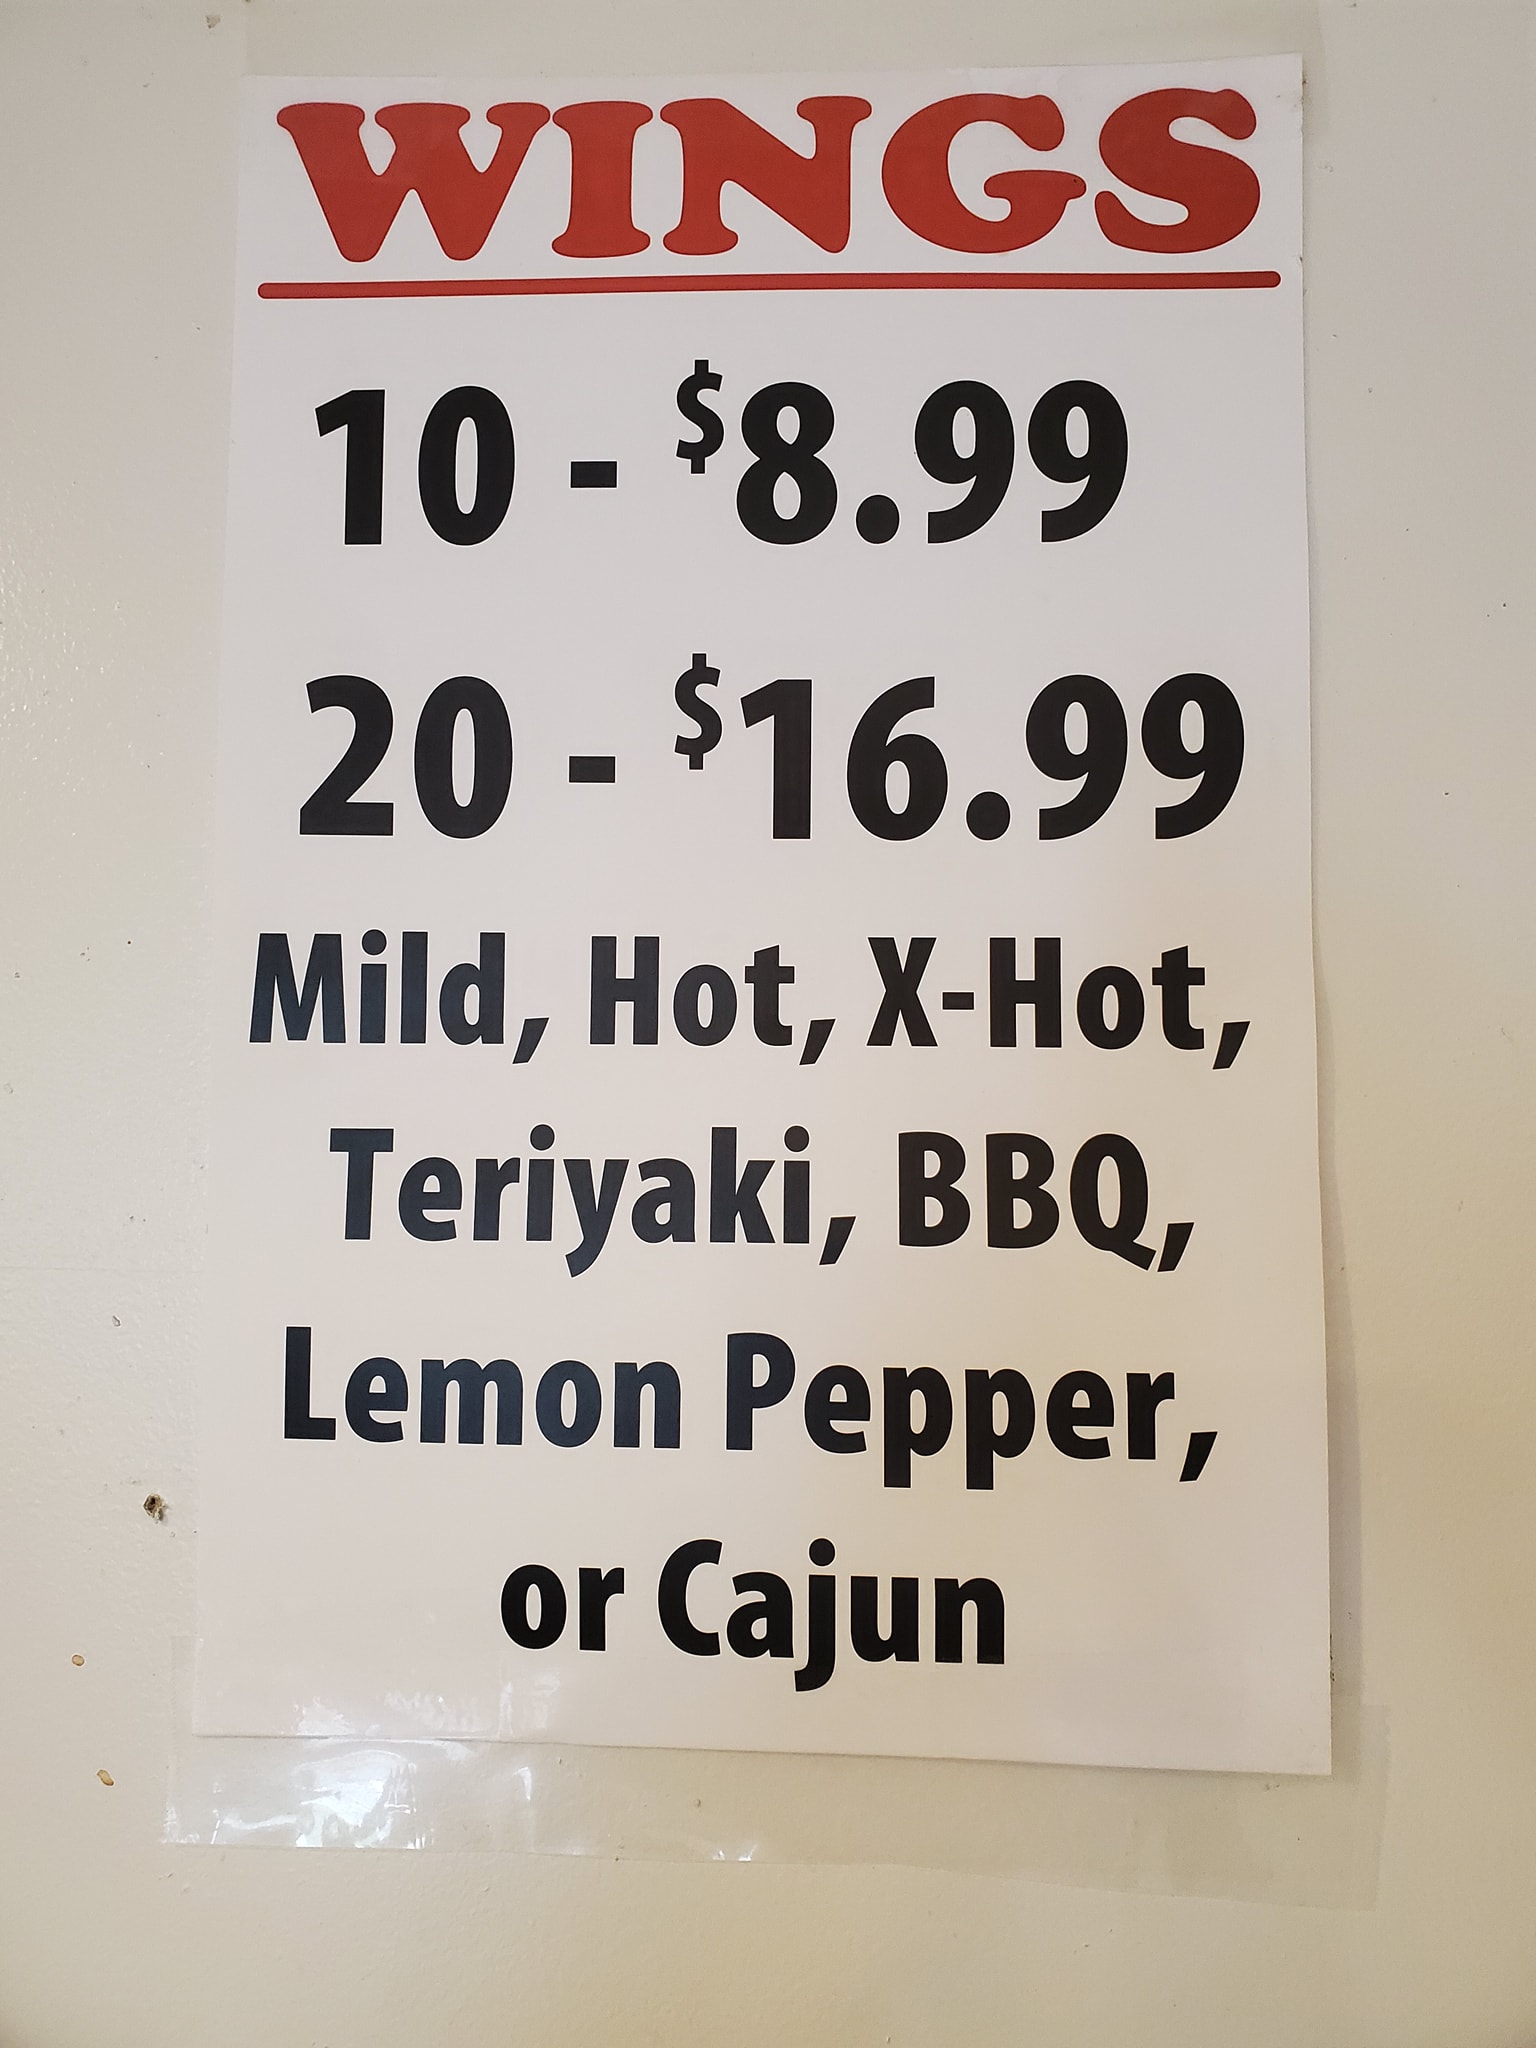 WINGS
10 - $8.99
20 - $16.99
Mild, Hot, X-Hot,
Teriyaki, BBQ,
Lemon Pepper,
or Cajun